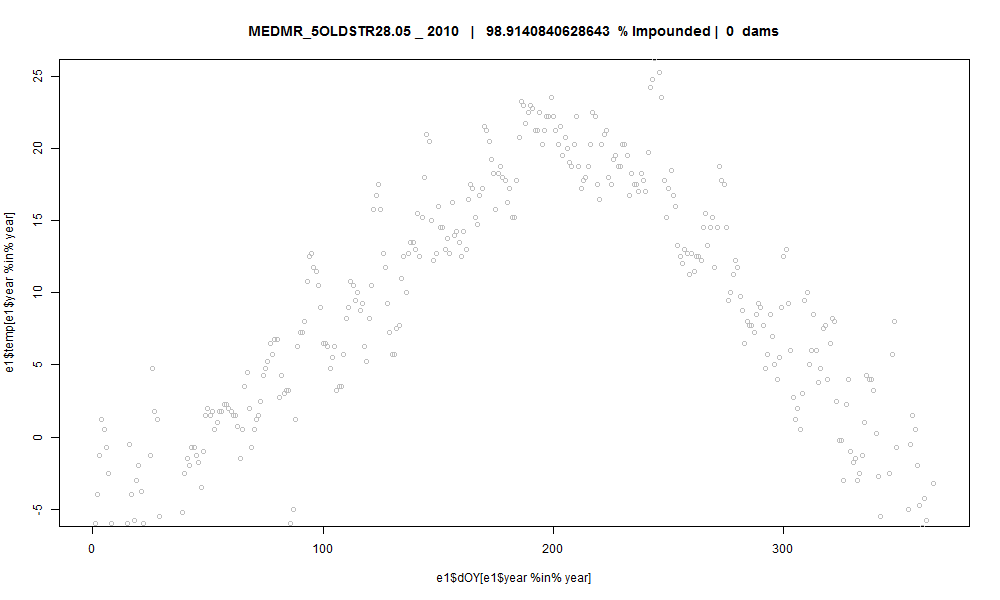 MEDMR_5OLDSTR28.05 _ 2010 | 98.9140840628643 % Impounded | 0 dams
25
20
15
10
5
0
-5
e1$temp[e1$year %in% year]
0 100 200 300
e1$dOY[e1$year %in% year]